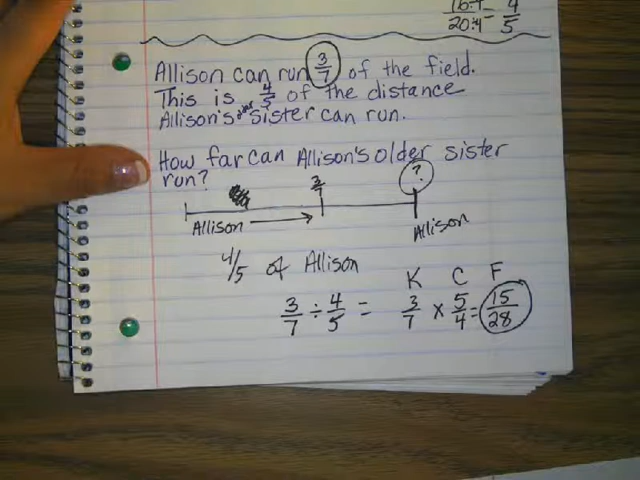 16÷4 / 20÷4 = 4/5
Allison can run 3/7 of the field.
This is 4/5 of the distance
Allison's older sister can run.
How far can Allison's older sister
run?
3/7 ?
Allison Allison
4/5 of Allison
K C F
3/7 ÷ 4/5 = 3/7 × 5/4 = 15/28